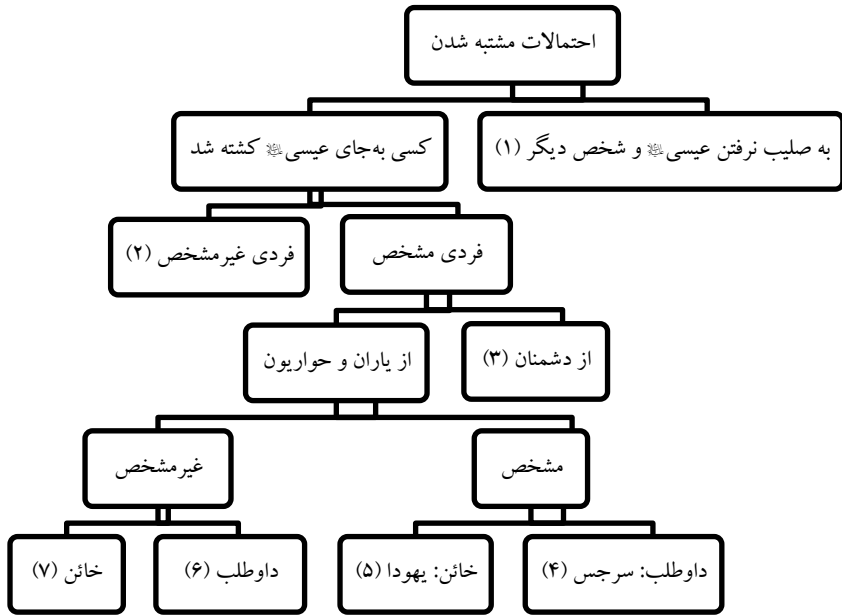 احتمالات مشتبه شدن
به صلیب نرفتن عیسی؈ و شخص دیگر (۱)
کسی به‌جای عیسی؈ کشته شد
فردی مشخص
فردی غیرمشخص (۲)
از دشمنان (۳)
از یاران و حواریون
مشخص
غیرمشخص
داوطلب: سرجس (۴)
خائن: یهودا (۵)
داوطلب (۶)
خائن (۷)